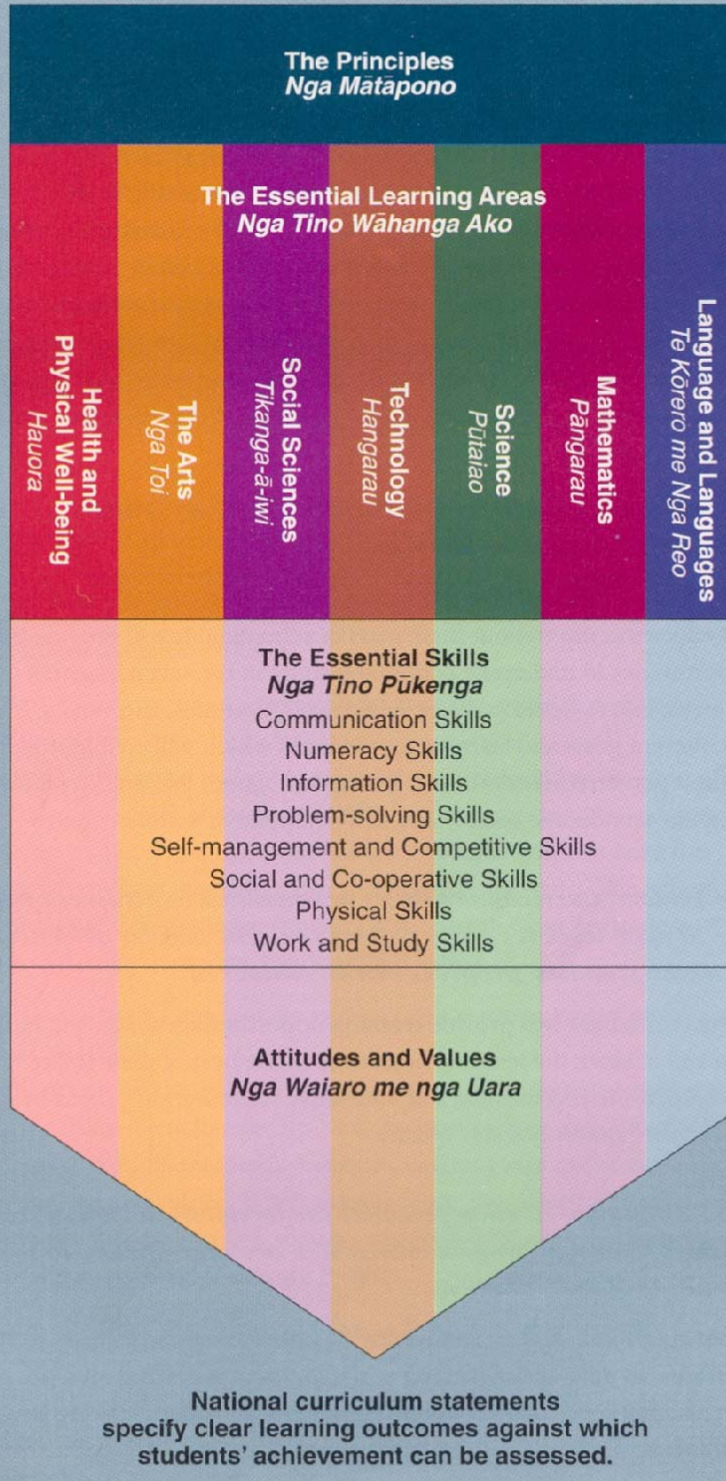 The Principles
Nga Mātāpono
The Essential Learning Areas
Nga Tino Wāhanga Ako
Health and
Physical Well-being
Hauora
The Arts
Nga Toi
Social Sciences
Tikanga-ā-iwi
Technology
Hangarau
Science
Pūtaiao
Mathematics
Pāngarau
Language and Languages
Te Kōrero me Nga Reo
The Essential Skills
Nga Tino Pūkenga
Communication Skills
Numeracy Skills
Information Skills
Problem-solving Skills
Self-management and Competitive Skills
Social and Co-operative Skills
Physical Skills
Work and Study Skills
Attitudes and Values
Nga Waiaro me nga Uara
National curriculum statements
specify clear learning outcomes against which
students' achievement can be assessed.